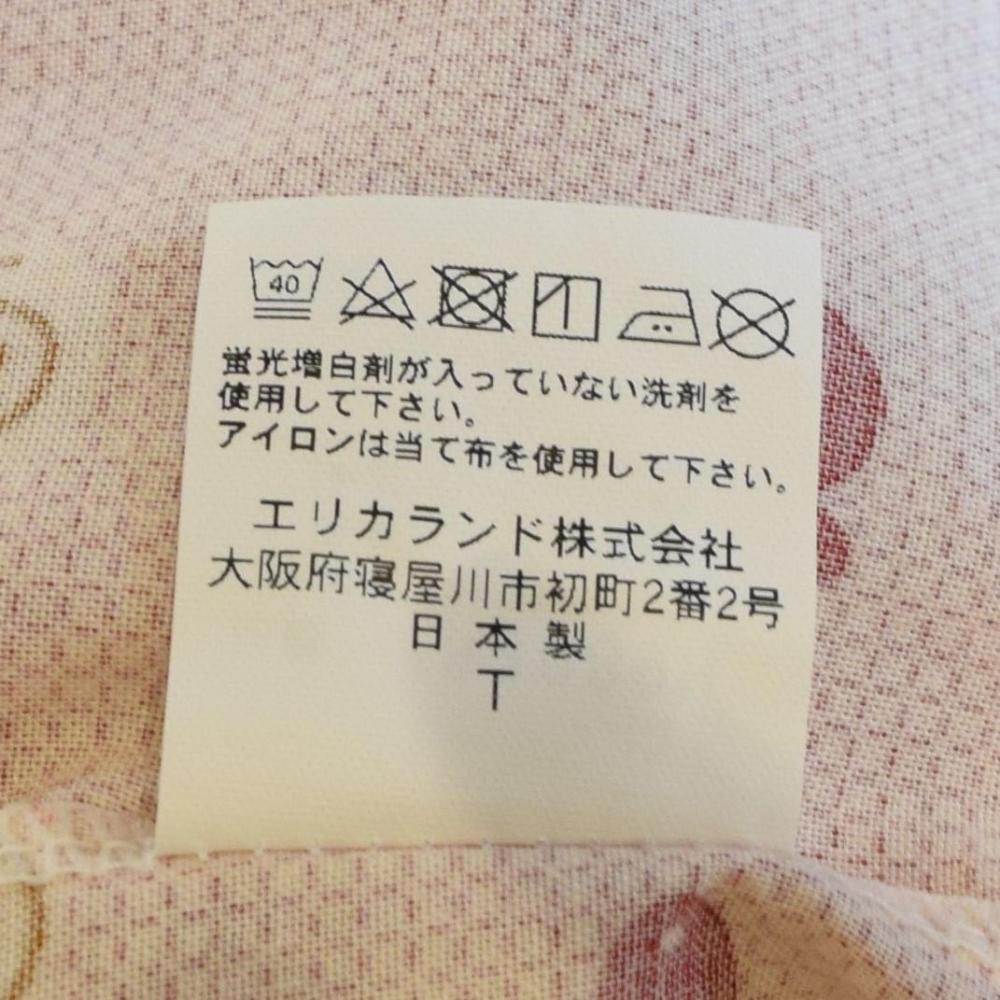 40
蛍光増白剤が入っていない洗剤を
使用して下さい。
アイロンは当て布を使用して下さい。
エリカランド株式会社
大阪府寝屋川市初町2番2号
日本製
T